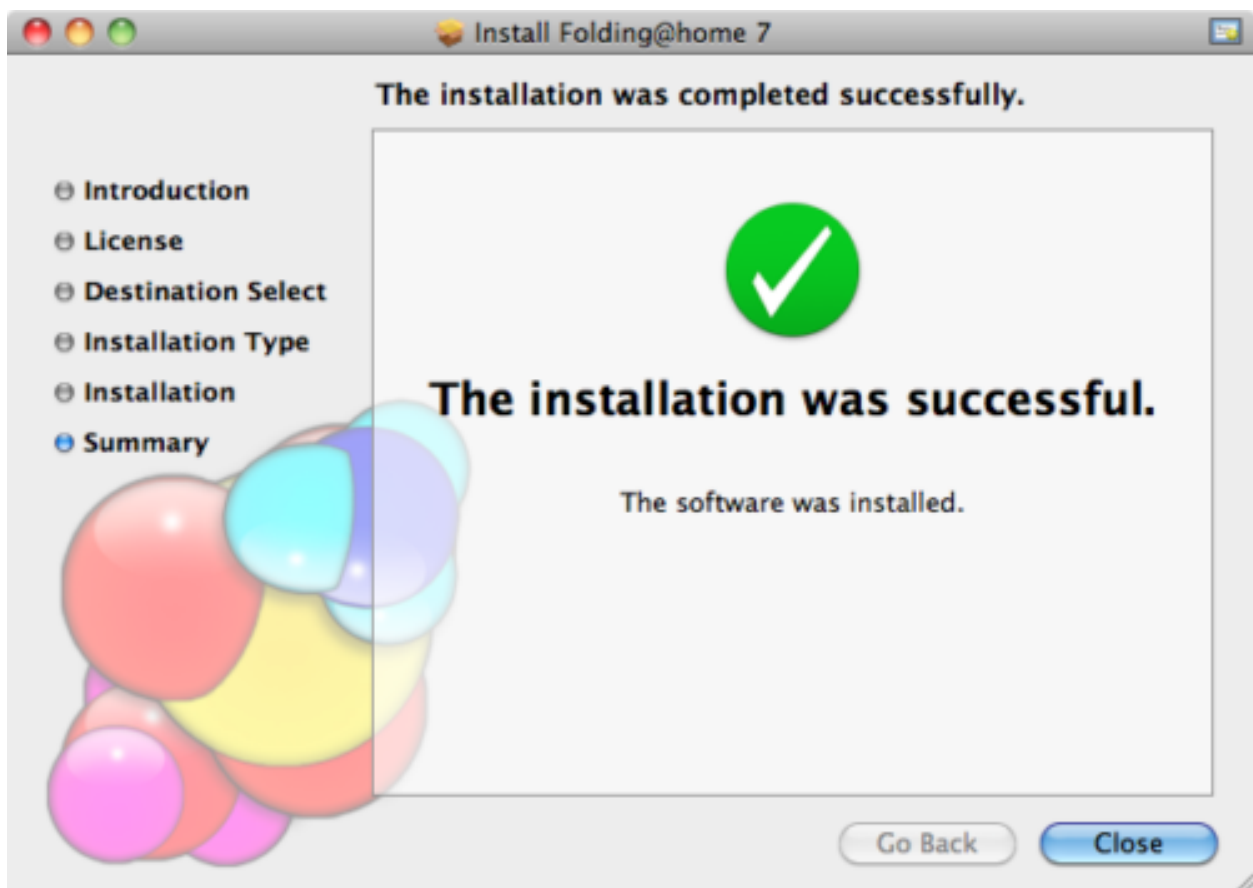 Install Folding@home 7
The installation was completed successfully.
Introduction
License
Destination Select
Installation Type
Installation
Summary
The installation was successful.
The software was installed.
Go Back
Close